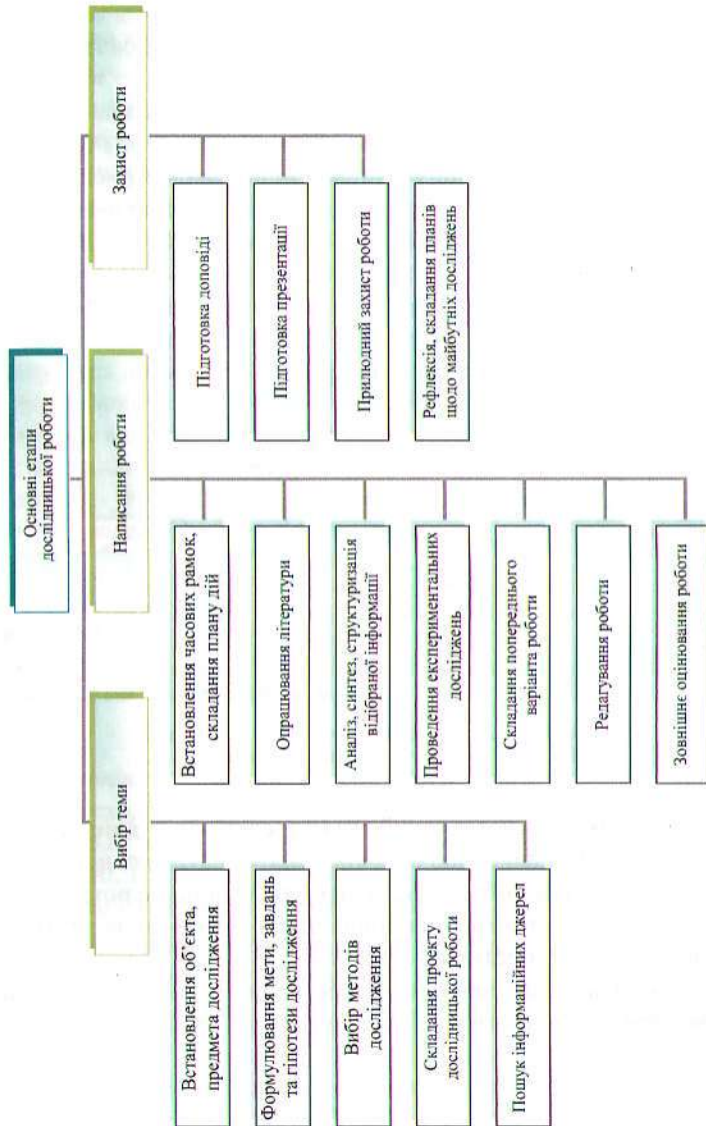 Основні етапи
дослідницької роботи
Вибір теми
Встановлення об’єкта,
предмета дослідження
Формулювання мети, завдань
та гіпотези дослідження
Вибір методів
дослідження
Складання проекту
дослідницької роботи
Пошук інформаційних джерел
Написання роботи
Встановлення часових рамок,
складання плану дій
Опрацювання літератури
Аналіз, синтез, структуризація
відібраної інформації
Проведення експериментальних
досліджень
Складання попереднього
варіанта роботи
Редагування роботи
Зовнішнє оцінювання роботи
Захист роботи
Підготовка доповіді
Підготовка презентації
Прилюдний захист роботи
Рефлексія, складання планів
щодо майбутніх досліджень